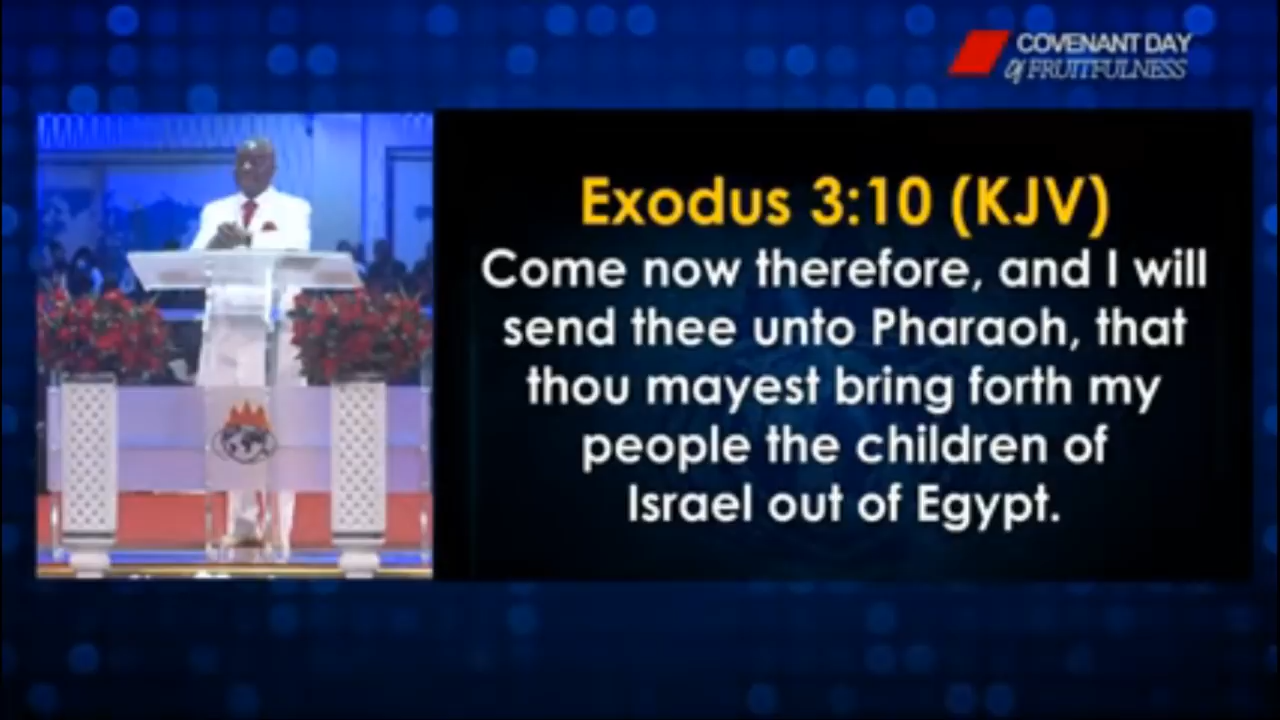 COVENANT DAY
Of FRUITFULNESS
Exodus 3:10 (KJV)
Come now therefore, and I will
send thee unto Pharaoh, that
thou mayest bring forth my
people the children of
Israel out of Egypt.